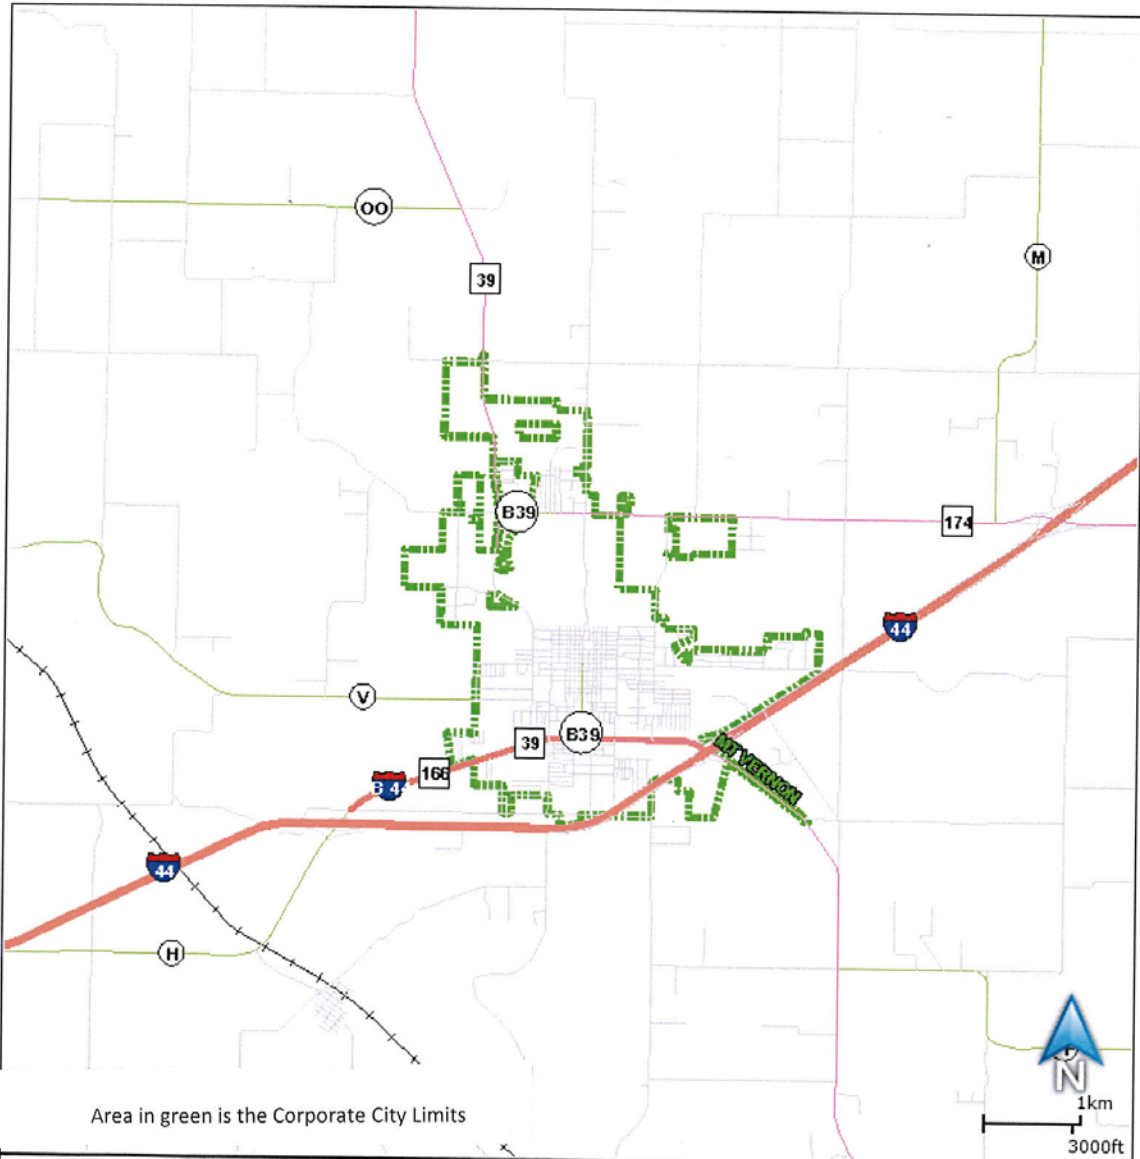 OO
39
M
B39
174
44
V
B39
39
MT VERNON
166
44
H
N
1km
3000ft
Area in green is the Corporate City Limits